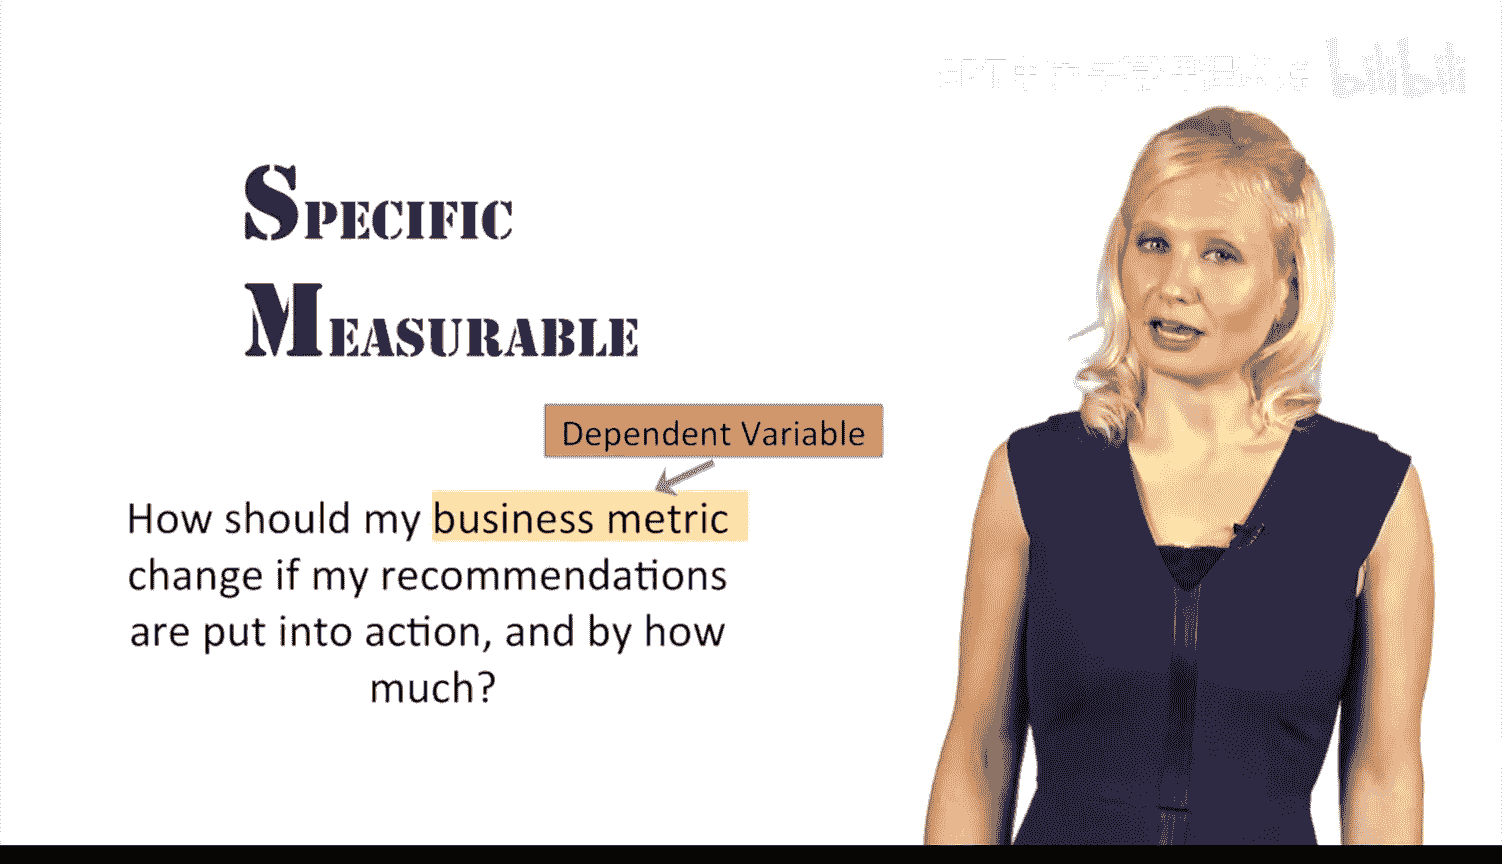 bilibili
SPECIFIC
MEASURABLE
Dependent Variable
How should my business metric
change if my recommendations
are put into action, and by how
much?